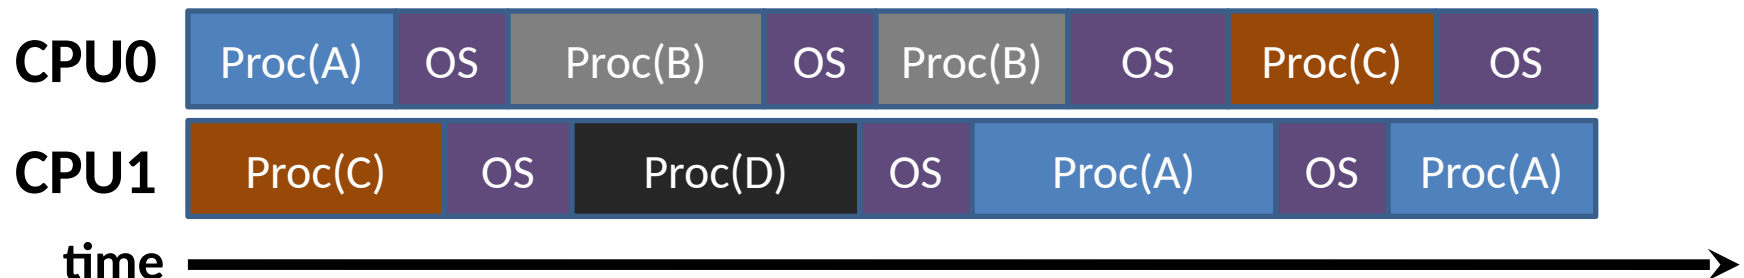 CPU0 Proc(A) OS Proc(B) OS Proc(B) OS Proc(C) OS
CPU1 Proc(C) OS Proc(D) OS Proc(A) OS Proc(A)
time